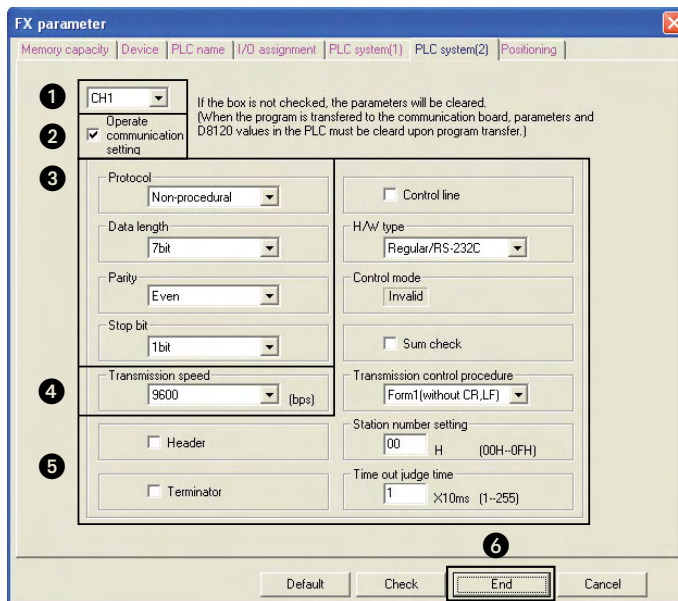 FX parameter
Memory capacity Device PLC name I/O assignment PLC system(1) PLC system(2) Positioning
1
CH1
If the box is not checked, the parameters will be cleared.
(When the program is transfered to the communication board, parameters and
D8120 values in the PLC must be cleard upon program transfer.)
2
Operate
communication
setting
3
Protocol
Non-procedural
Control line
Data length
7bit
H/W type
Regular/RS-232C
Parity
Even
Control mode
Invalid
Stop bit
1bit
Sum check
4
Transmission speed
9600 (bps)
Transmission control procedure
Form1(without CR,LF)
5
Header
Station number setting
00 H (00H--0FH)
Terminator
Time out judge time
1 X10ms (1--255)
6
Default Check End Cancel